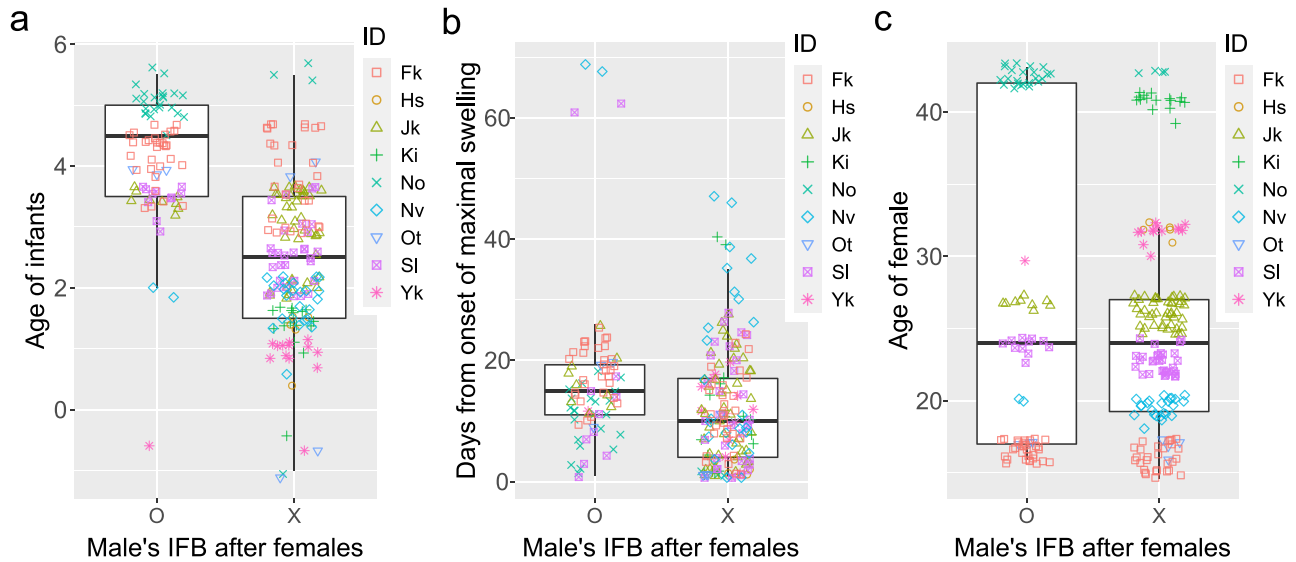 a
Age of infants
6
4
2
0
O
X
Male's IFB after females
ID
Fk
Hs
Jk
Ki
No
Nv
Ot
Sl
Yk
b
Days from onset of maximal swelling
60
40
20
0
O
X
Male's IFB after females
ID
Fk
Hs
Jk
Ki
No
Nv
Ot
Sl
Yk
c
Age of female
40
30
20
O
X
Male's IFB after females
ID
Fk
Hs
Jk
Ki
No
Nv
Ot
Sl
Yk